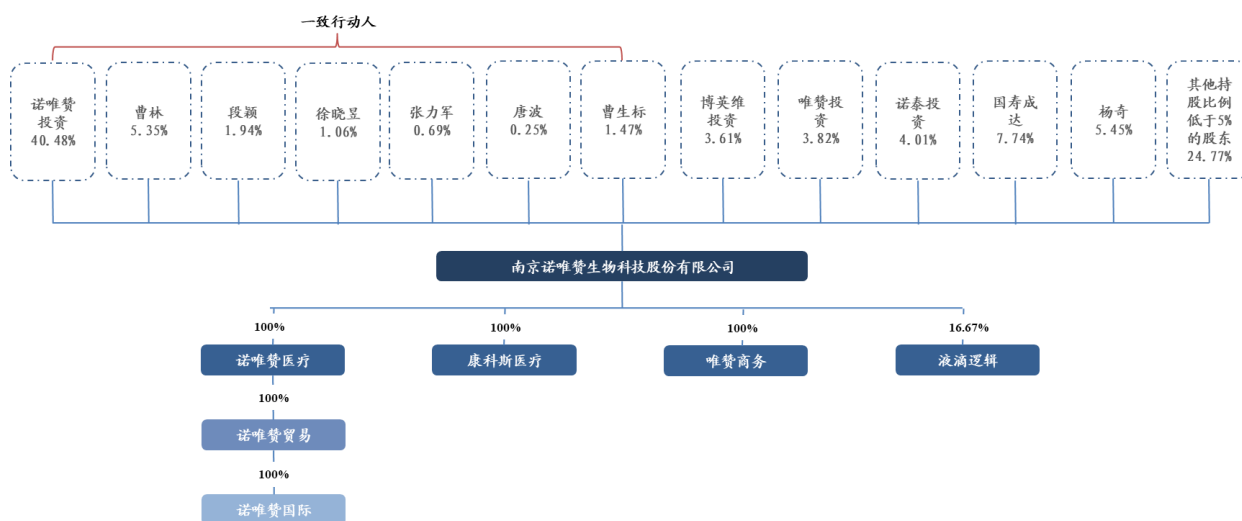 一致行动人
诺唯赞
投资
40.48%
曹林
5.35%
段颖
1.94%
徐晓昱
1.06%
张力军
0.69%
唐波
0.25%
曹生标
1.47%
博英维
投资
3.61%
唯赞投
资
3.82%
诺泰投
资
4.01%
国寿成
达
7.74%
杨奇
5.45%
其他持
股比例
低于5%
的股东
24.77%
南京诺唯赞生物科技股份有限公司
100%
100%
100%
16.67%
诺唯赞医疗
康科斯医疗
唯赞商务
液滴逻辑
100%
诺唯赞贸易
100%
诺唯赞国际